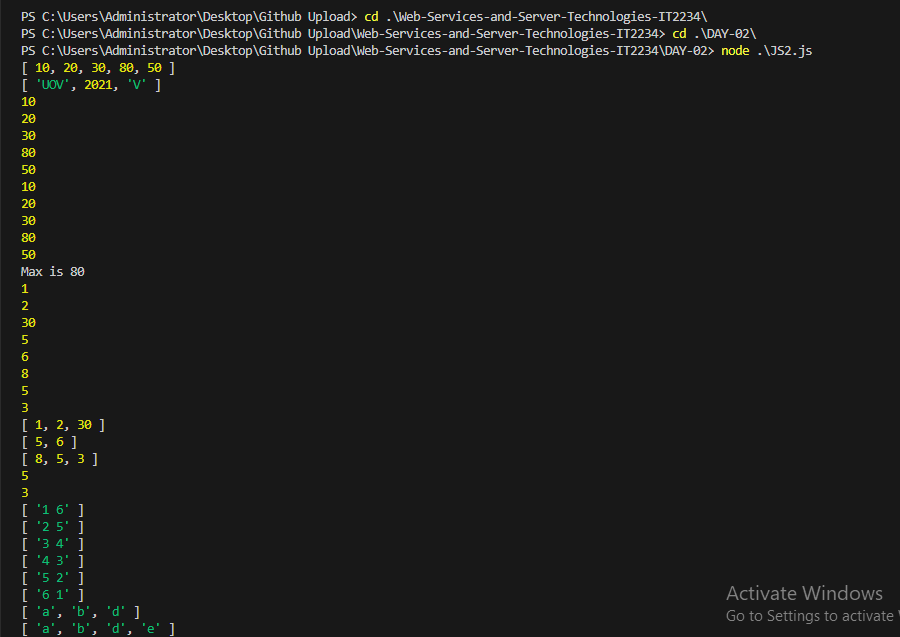 PS C:\Users\Administrator\Desktop\Github Upload> cd .\Web-Services-and-Server-Technologies-IT2234\
PS C:\Users\Administrator\Desktop\Github Upload\Web-Services-and-Server-Technologies-IT2234> cd .\DAY-02\
PS C:\Users\Administrator\Desktop\Github Upload\Web-Services-and-Server-Technologies-IT2234\DAY-02> node .\JS2.js
[ 10, 20, 30, 80, 50 ]
[ 'UOV', 2021, 'V' ]
10
20
30
80
50
10
20
30
80
50
Max is 80
1
2
30
5
6
8
5
3
[ 1, 2, 30 ]
[ 5, 6 ]
[ 8, 5, 3 ]
5
3
[ '1 6' ]
[ '2 5' ]
[ '3 4' ]
[ '4 3' ]
[ '5 2' ]
[ '6 1' ]
[ 'a', 'b', 'd' ]
[ 'a', 'b', 'd', 'e' ]
Activate Windows
Go to Settings to activate